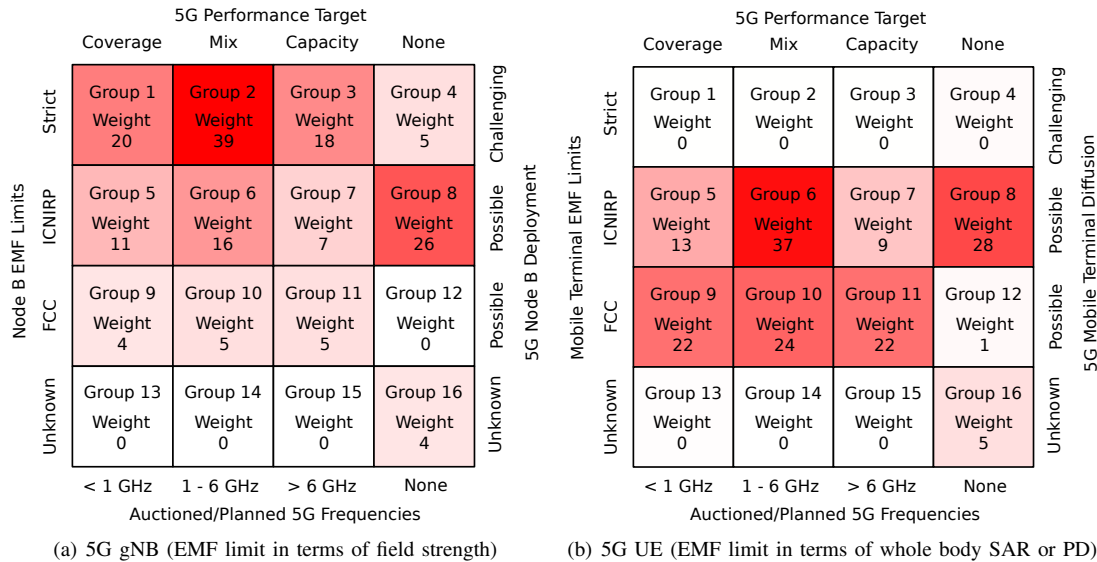 5G Performance Target
Coverage Mix Capacity None
Node B EMF Limits
Strict
ICNIRP
FCC
Unknown
Group 1 Group 2 Group 3 Group 4
Weight Weight Weight Weight
20 39 18 5
Group 5 Group 6 Group 7 Group 8
Weight Weight Weight Weight
11 16 7 26
Group 9 Group 10 Group 11 Group 12
Weight Weight Weight Weight
4 5 5 0
Group 13 Group 14 Group 15 Group 16
Weight Weight Weight Weight
0 0 0 4
Challenging
Possible
Possible
Unknown
5G Node B Deployment
< 1 GHz 1 - 6 GHz > 6 GHz None
Auctioned/Planned 5G Frequencies
(a) 5G gNB (EMF limit in terms of field strength)
5G Performance Target
Coverage Mix Capacity None
Mobile Terminal EMF Limits
Strict
ICNIRP
FCC
Unknown
Group 1 Group 2 Group 3 Group 4
Weight Weight Weight Weight
0 0 0 0
Group 5 Group 6 Group 7 Group 8
Weight Weight Weight Weight
13 37 9 28
Group 9 Group 10 Group 11 Group 12
Weight Weight Weight Weight
22 24 22 1
Group 13 Group 14 Group 15 Group 16
Weight Weight Weight Weight
0 0 0 5
Challenging
Possible
Possible
Unknown
5G Mobile Terminal Diffusion
< 1 GHz 1 - 6 GHz > 6 GHz None
Auctioned/Planned 5G Frequencies
(b) 5G UE (EMF limit in terms of whole body SAR or PD)